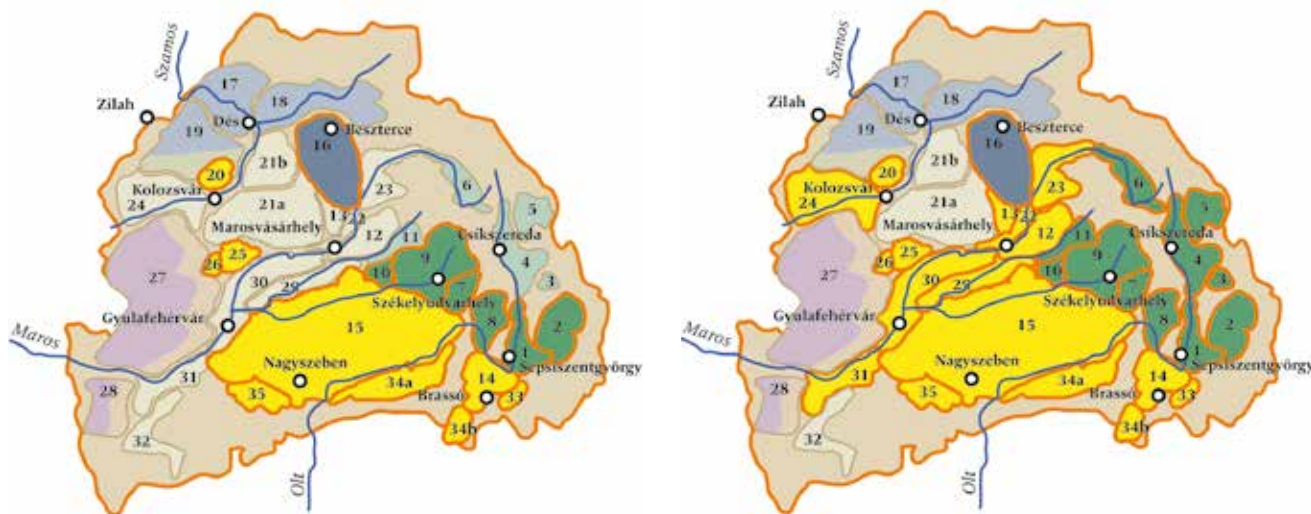 Szamos
17
Zilah
18
Dés
19
Beszterce
16
21b
20
Kolozsvár
24
21a
23
6
5
13
22
Marosvásárhely
12
11
Csíkszereda
25
26
9
4
10
3
27
30
29
7
Székelyudvarhely
Gyulafehérvár
15
8
2
Maros
1
Sepsiszentgyörgy
Nagyszeben
31
28
35
34a
14
33
Brassó
32
34b
Olt
Szamos
17
Zilah
18
Dés
19
Beszterce
16
21b
20
Kolozsvár
24
21a
23
6
5
13
22
Marosvásárhely
12
11
Csíkszereda
25
26
9
4
10
3
27
30
29
7
Székelyudvarhely
Gyulafehérvár
15
8
2
Maros
1
Sepsiszentgyörgy
Nagyszeben
31
28
35
34a
14
33
Brassó
32
34b
Olt